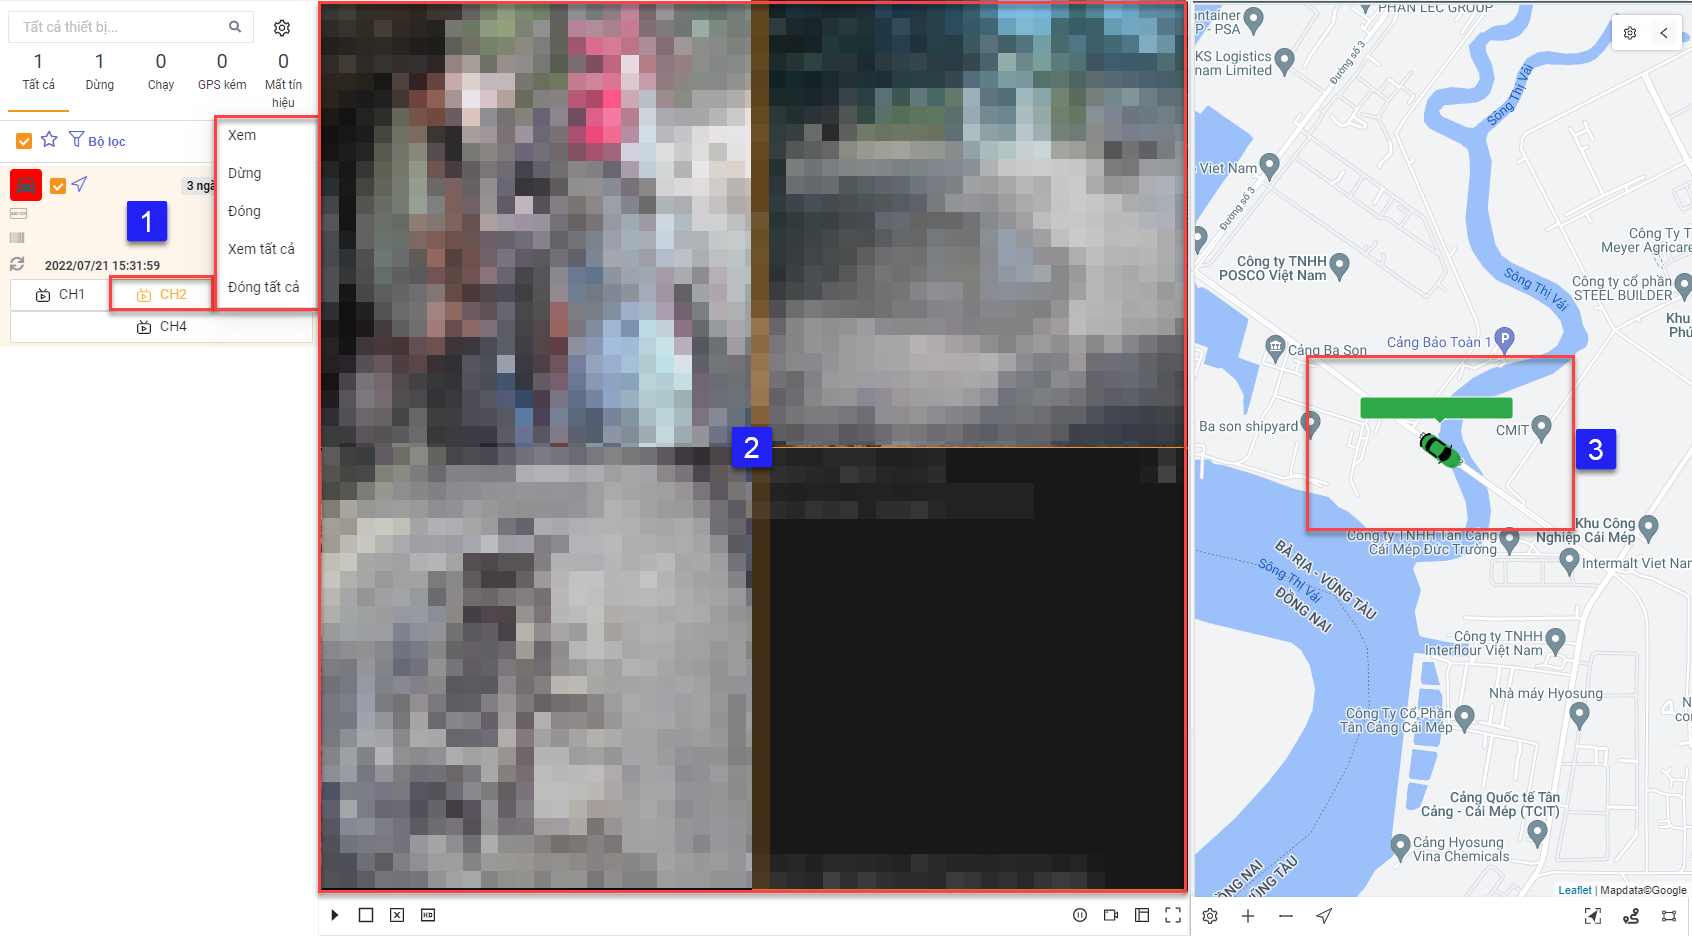 Tất cả thiết bị...
1
1
0
0
0
Tất cả
Dừng
Chạy
GPS kém
Mất tín
hiệu
Bộ lọc
3 ngà
1
2022/07/21 15:31:59
CH1
CH2
CH4
Xem
Dừng
Đóng
Xem tất cả
Đóng tất cả
2
HD
PHAN LEC GROUP
ntainer
P - PSA
KS Logistics
nam Limited
Đường số 3
Sông Thị Vải
Viet Nam
Đường số 3
Công ty TNHH
POSCO Việt Nam
Công Ty T
Meyer Agricare
Sông Thị Vải
Công ty cổ phần
STEEL BUILDER
Khu
Phú
Cảng Bảo Toàn 1
P
Cảng Ba Son
Ba son shipyard
CMIT
3
Công ty TNHH Tân Cảng
Cái Mép Đức Trường
Khu Công
Nghiệp Cái Mép
Intermalt Viet Nar
BÀ RỊA - VŨNG TÀU
Sông Thị Vải
ĐỒNG NAI
Công ty TNHH
Interflour Việt Nam
Nhà máy Hyosung
Công Ty Cổ Phần
Tân Cảng Cái Mép
N
co
Cảng Quốc tế Tân
Cảng - Cái Mép (TCIT)
Cảng Hyosung
Vina Chemicals
ỒNG NAI
VŨNG TÀU
Leaflet | Mapdata©Google